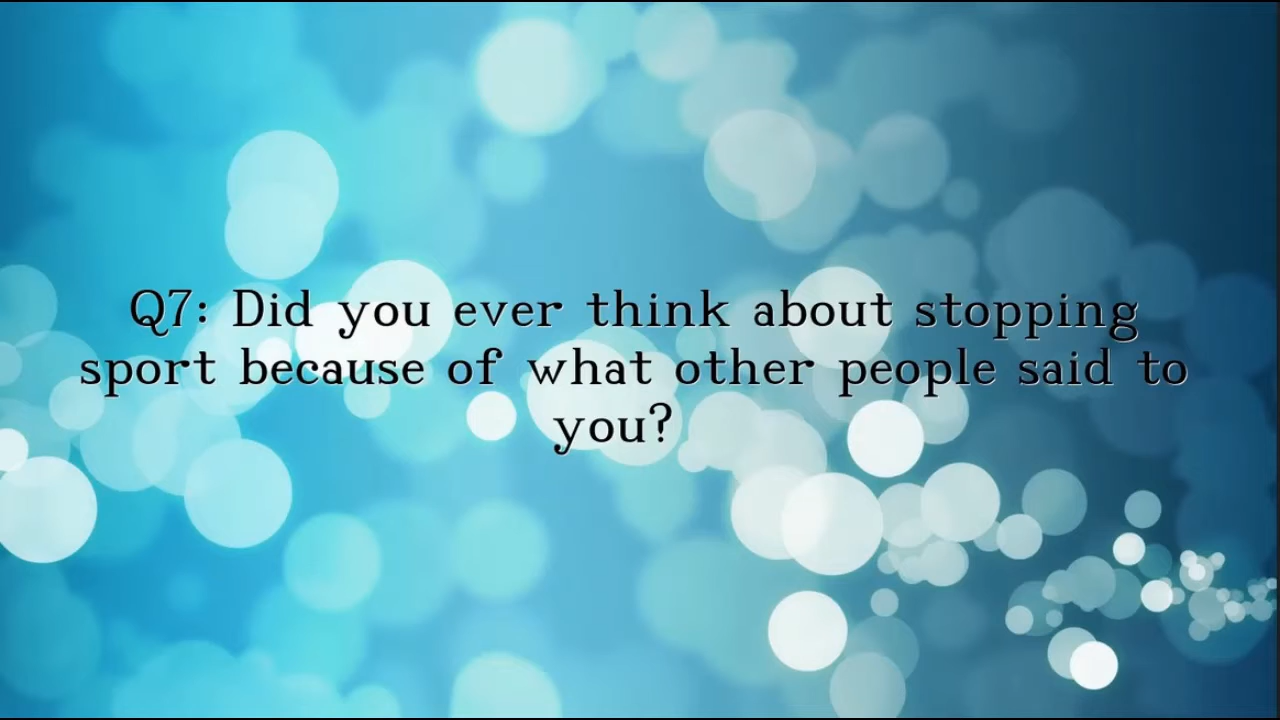 Q7: Did you ever think about stopping
sport because of what other people said to
you?